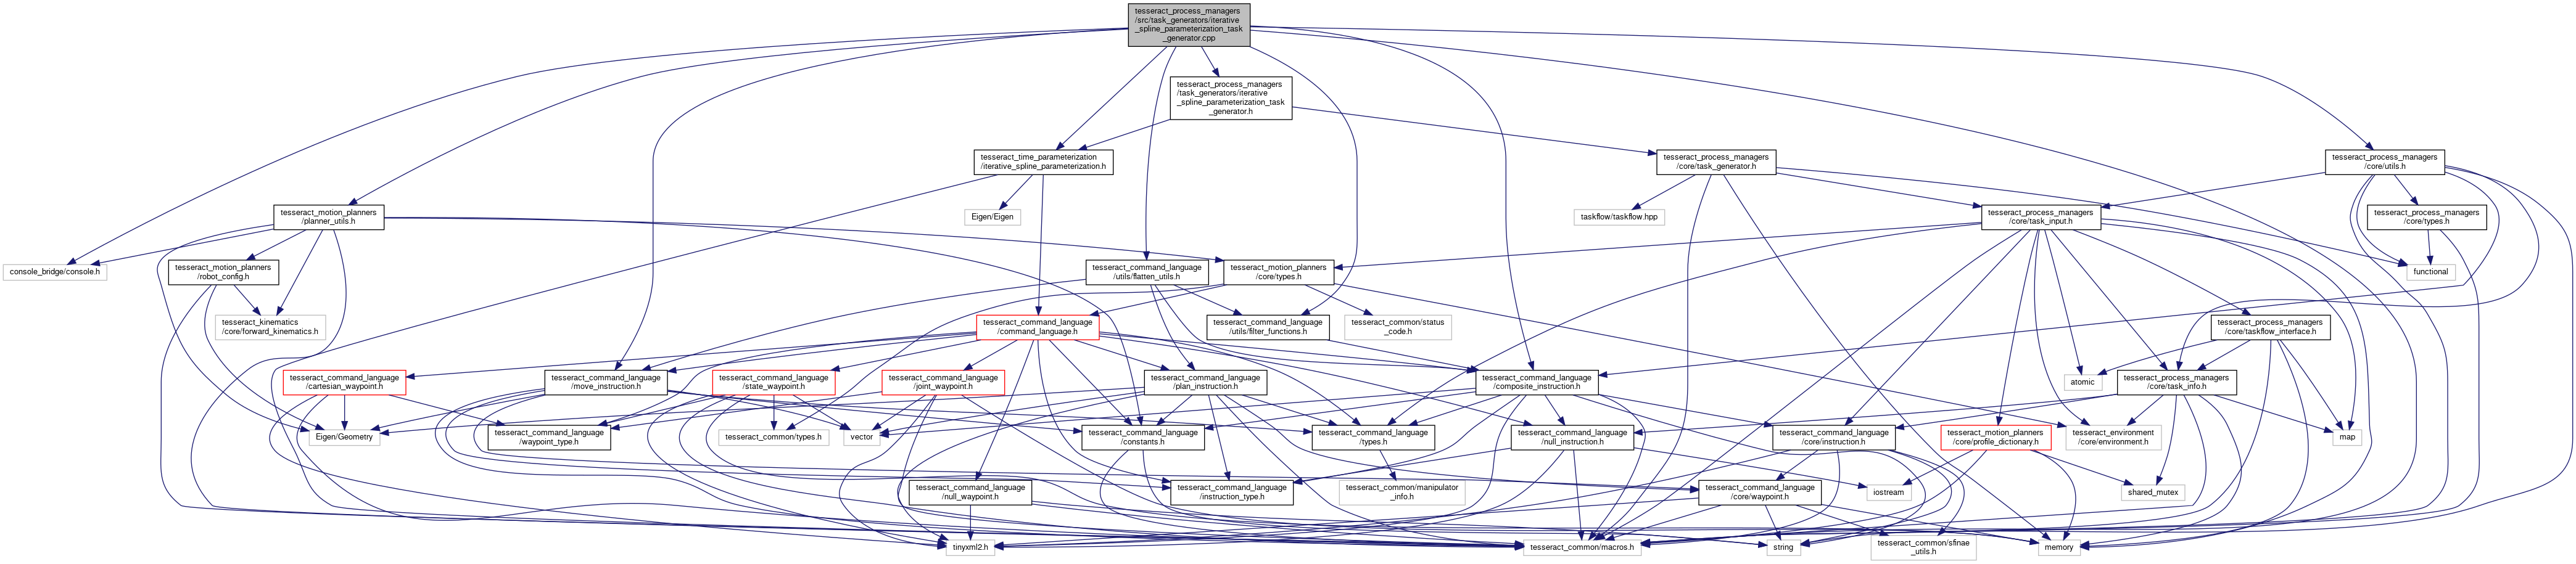 tesseract_process_managers
/src/task_generators/iterative
_spline_parameterization_task
_generator.cpp
tesseract_process_managers
/task_generators/iterative
_spline_parameterization_task
_generator.h
tesseract_time_parameterization
/iterative_spline_parameterization.h
tesseract_process_managers
/core/task_generator.h
tesseract_process_managers
/core/utils.h
tesseract_motion_planners
/planner_utils.h
Eigen/Eigen
taskflow/taskflow.hpp
tesseract_process_managers
/core/task_input.h
tesseract_process_managers
/core/types.h
console_bridge/console.h
tesseract_motion_planners
/robot_config.h
tesseract_command_language
/utils/flatten_utils.h
tesseract_motion_planners
/core/types.h
functional
tesseract_kinematics
/core/forward_kinematics.h
tesseract_command_language
/command_language.h
tesseract_command_language
/utils/filter_functions.h
tesseract_common/status
_code.h
tesseract_process_managers
/core/taskflow_interface.h
tesseract_command_language
/cartesian_waypoint.h
tesseract_command_language
/move_instruction.h
tesseract_command_language
/state_waypoint.h
tesseract_command_language
/joint_waypoint.h
tesseract_command_language
/plan_instruction.h
tesseract_command_language
/composite_instruction.h
atomic
tesseract_process_managers
/core/task_info.h
Eigen/Geometry
tesseract_command_language
/waypoint_type.h
tesseract_common/types.h
vector
tesseract_command_language
/constants.h
tesseract_command_language
/types.h
tesseract_command_language
/null_instruction.h
tesseract_command_language
/core/instruction.h
tesseract_motion_planners
/core/profile_dictionary.h
tesseract_environment
/core/environment.h
map
tesseract_command_language
/null_waypoint.h
tesseract_command_language
/instruction_type.h
tesseract_common/manipulator
_info.h
tesseract_command_language
/core/waypoint.h
iostream
shared_mutex
tinyxml2.h
tesseract_common/macros.h
string
tesseract_common/sfinae
_utils.h
memory